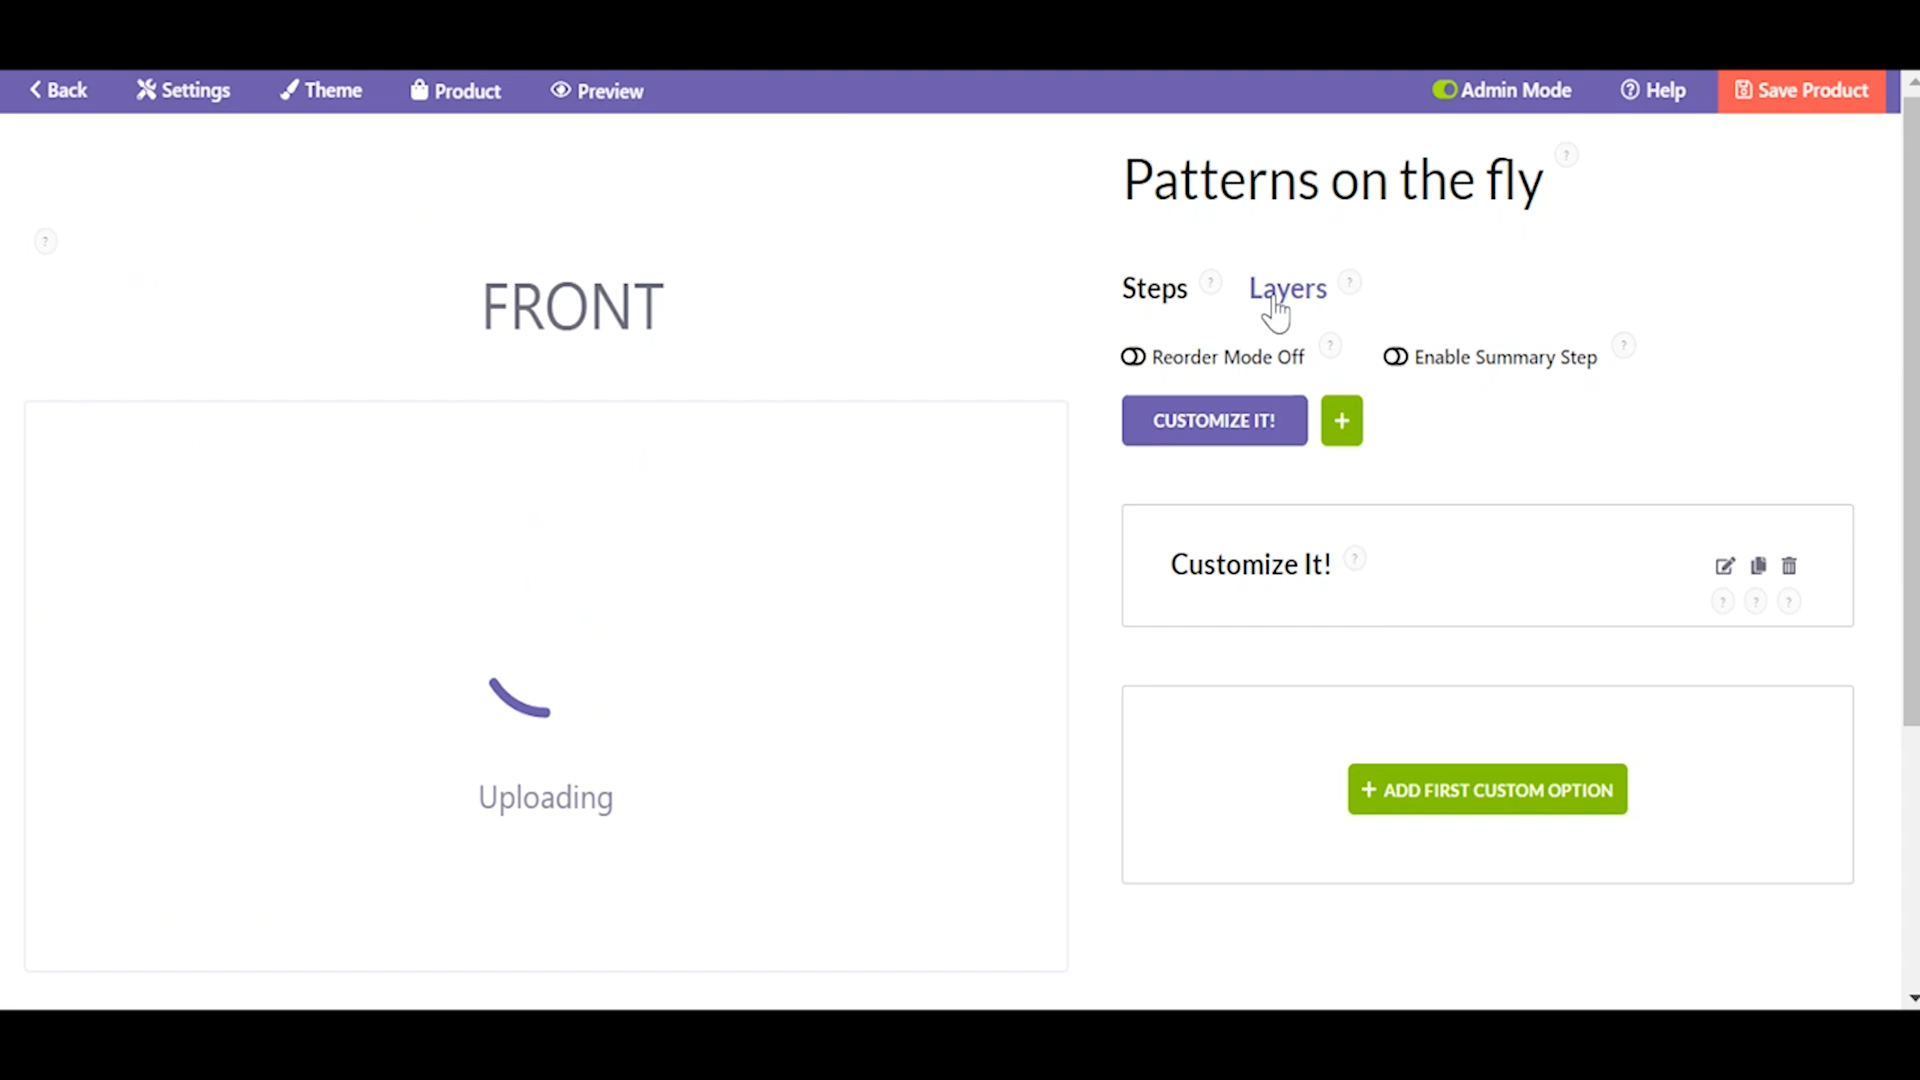 Back Settings Theme Product Preview Admin Mode ? Help Save Product
Patterns on the fly ?
?
FRONT
Steps ? Layers ?
Reorder Mode Off ? Enable Summary Step ?
CUSTOMIZE IT! +
Customize It! ?
? ? ?
Uploading
+ ADD FIRST CUSTOM OPTION